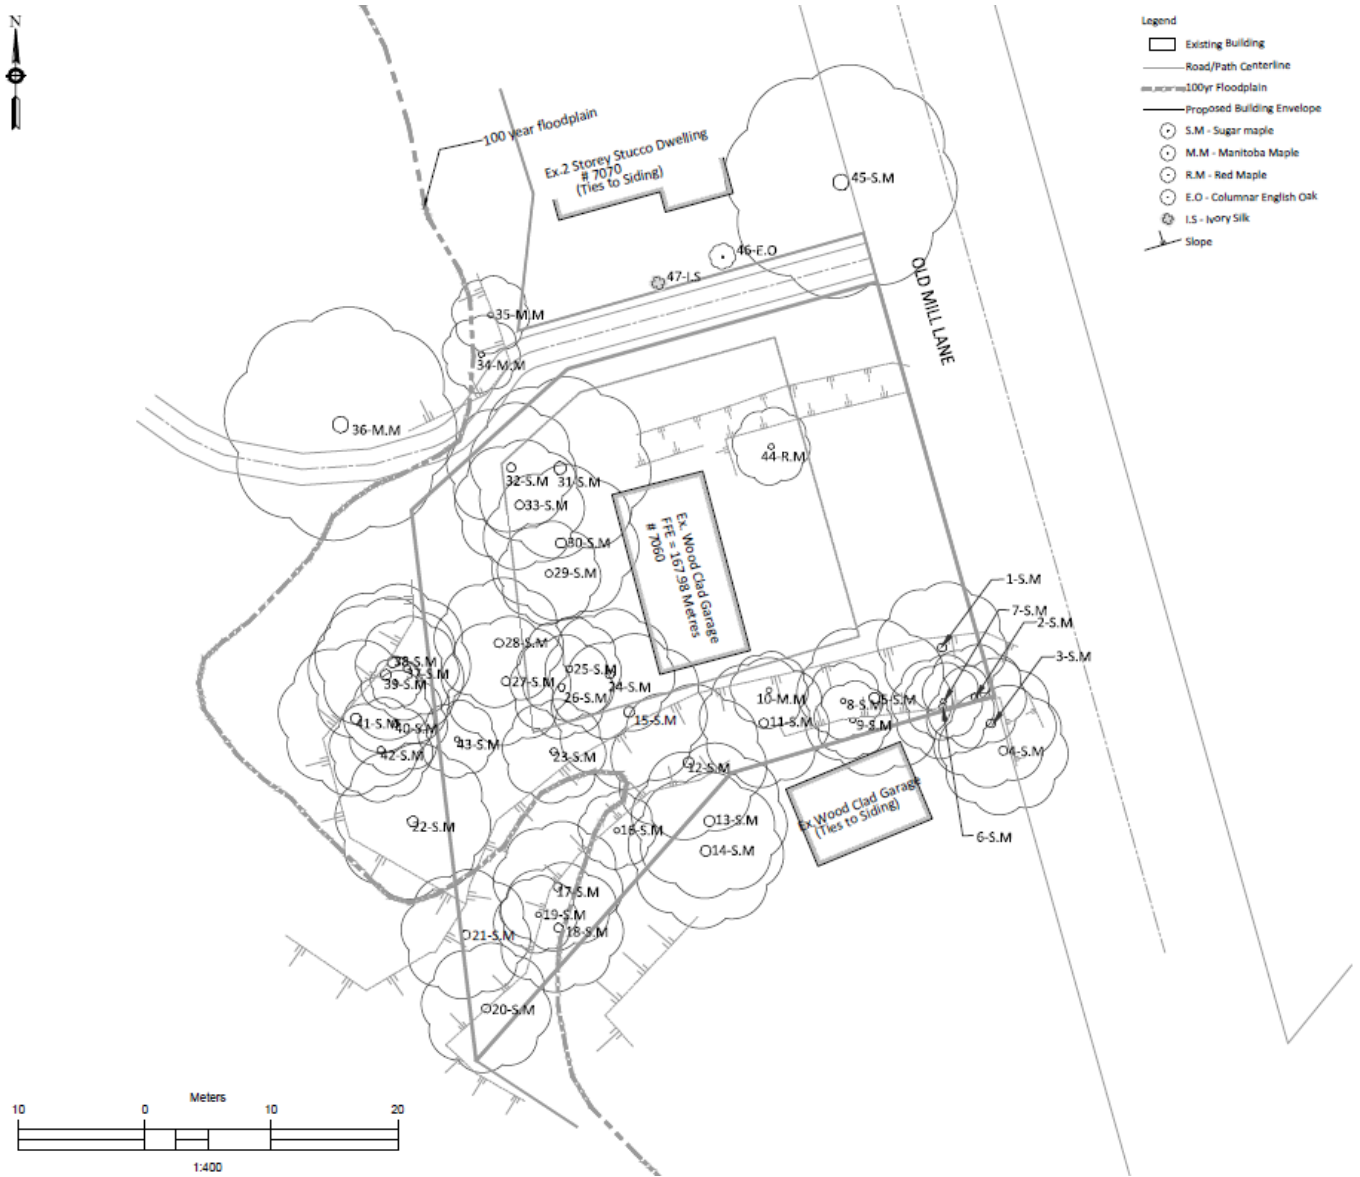 N
Legend
Existing Building
Road/Path Centerline
100yr Floodplain
Proposed Building Envelope
S.M - Sugar maple
M.M - Manitoba Maple
R.M - Red Maple
E.O - Columnar English Oak
I.S - Ivory Silk
Slope
100 year floodplain
Ex.2 Storey Stucco Dwelling
# 7070
(Ties to Siding)
45-S.M
46-E.O
47-I.S
OLD MILL LANE
35-M.M
34-M.M
36-M.M
44-R.M
32-S.M
31-S.M
33-S.M
30-S.M
29-S.M
Ex. Wood Clad Garage
FFE = 167.98 Metres
# 7060
1-S.M
7-S.M
2-S.M
3-S.M
28-S.M
38-S.M
37-S.M
39-S.M
25-S.M
24-S.M
27-S.M
26-S.M
10-M.M
5-S.M
8-S.M
15-S.M
41-S.M
40-S.M
11-S.M
9-S.M
43-S.M
42-S.M
23-S.M
4-S.M
12-S.M
Ex.Wood Clad Garage
(Ties to Siding)
22-S.M
16-S.M
13-S.M
6-S.M
14-S.M
17-S.M
19-S.M
18-S.M
21-S.M
20-S.M
Meters
10 0 10 20
1:400